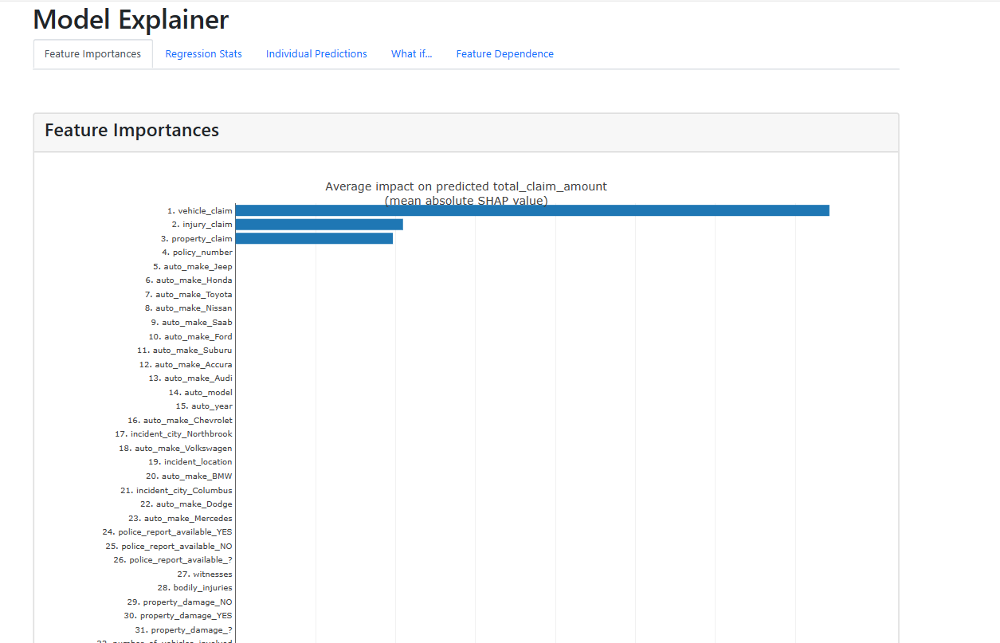 Model Explainer
Feature Importances
Regression Stats
Individual Predictions
What if...
Feature Dependence
Feature Importances
Average impact on predicted total_claim_amount
(mean absolute SHAP value)
1. vehicle_claim
2. injury_claim
3. property_claim
4. policy_number
5. auto_make_Jeep
6. auto_make_Honda
7. auto_make_Toyota
8. auto_make_Nissan
9. auto_make_Saab
10. auto_make_Ford
11. auto_make_Suburu
12. auto_make_Accura
13. auto_make_Audi
14. auto_model
15. auto_year
16. auto_make_Chevrolet
17. incident_city_Northbrook
18. auto_make_Volkswagen
19. incident_location
20. auto_make_BMW
21. incident_city_Columbus
22. auto_make_Dodge
23. auto_make_Mercedes
24. police_report_available_YES
25. police_report_available_NO
26. police_report_available_?
27. witnesses
28. bodily_injuries
29. property_damage_NO
30. property_damage_YES
31. property_damage_?
32. number_of_vehicles_involved